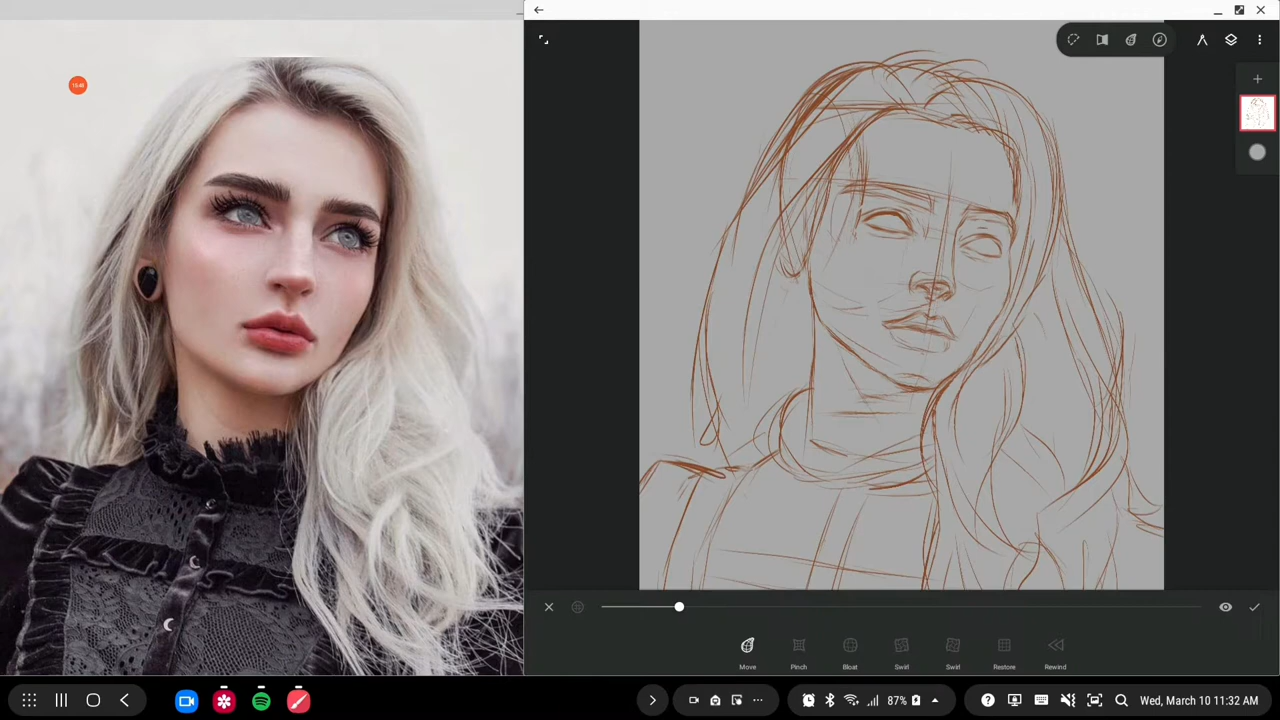 Move
Pinch
Bloat
Swirl
Swirl
Restore
Rewind
87%
Wed, March 10 11:32 AM